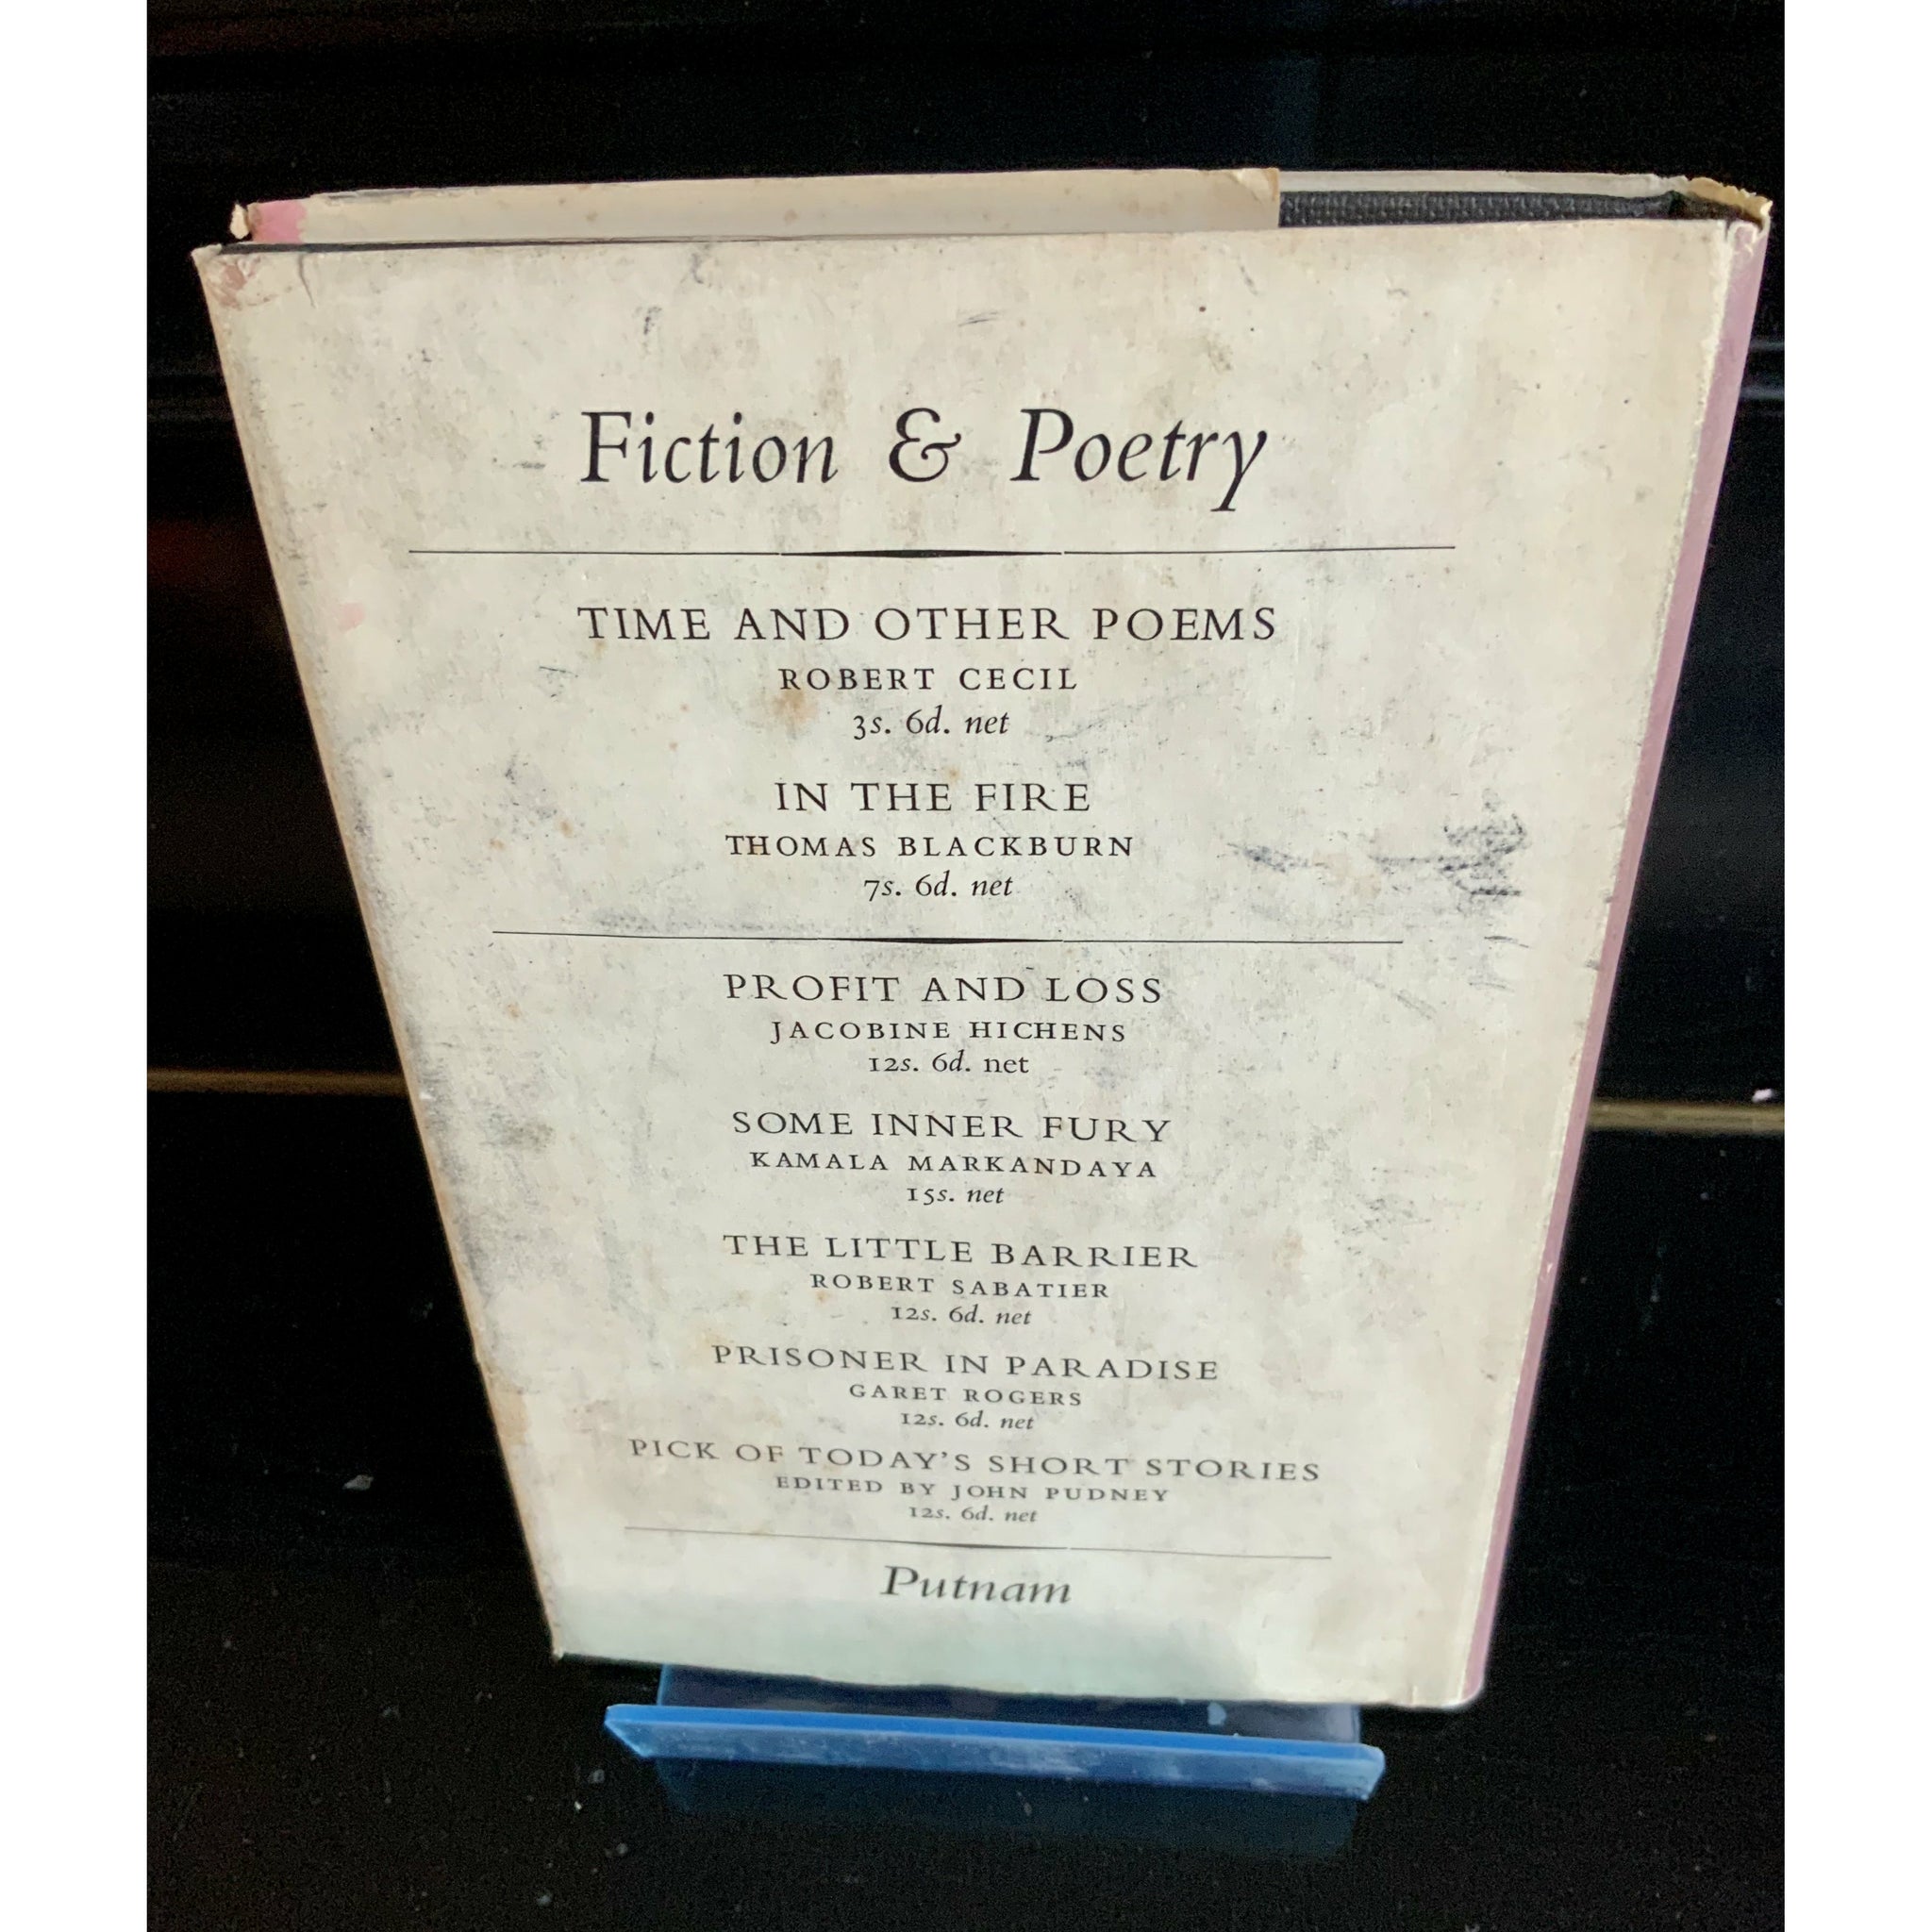 Fiction & Poetry
TIME AND OTHER POEMS
ROBERT CECIL
3s. 6d. net
IN THE FIRE
THOMAS BLACKBURN
7s. 6d. net
PROFIT AND LOSS
JACOBINE HICHENS
12s. 6d. net
SOME INNER FURY
KAMALA MARKANDAYA
15s. net
THE LITTLE BARRIER
ROBERT SABATIER
12s. 6d. net
PRISONER IN PARADISE
GARET ROGERS
12s. 6d. net
PICK OF TODAY'S SHORT STORIES
EDITED BY JOHN PUDNEY
12s. 6d. net
Putnam